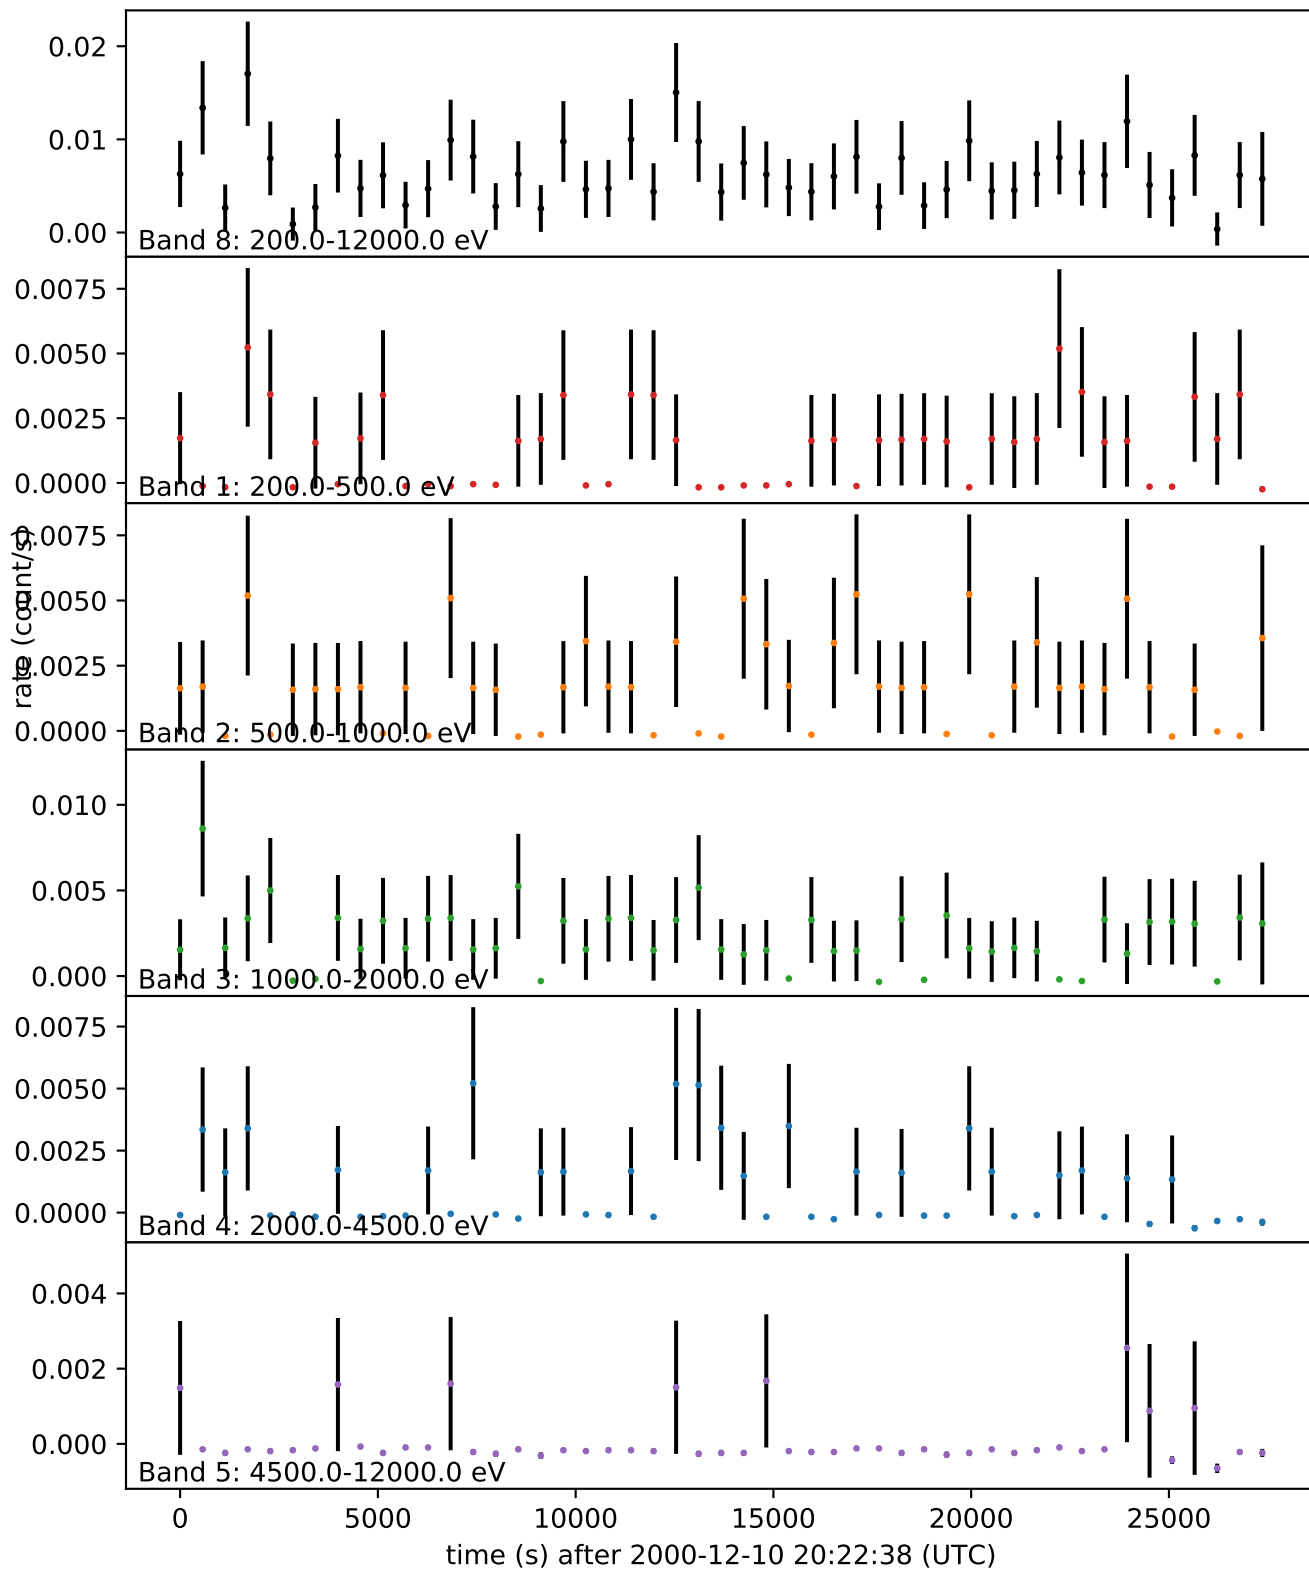 0.02
0.01
0.00
Band 8: 200.0-12000.0 eV
0.0075
0.0050
0.0025
0.0000
Band 1: 200.0-500.0 eV
rate (count/s)
0.0075
0.0050
0.0025
0.0000
Band 2: 500.0-1000.0 eV
0.010
0.005
0.000
Band 3: 1000.0-2000.0 eV
0.0075
0.0050
0.0025
0.0000
Band 4: 2000.0-4500.0 eV
0.004
0.002
0.000
Band 5: 4500.0-12000.0 eV
0 5000 10000 15000 20000 25000
time (s) after 2000-12-10 20:22:38 (UTC)